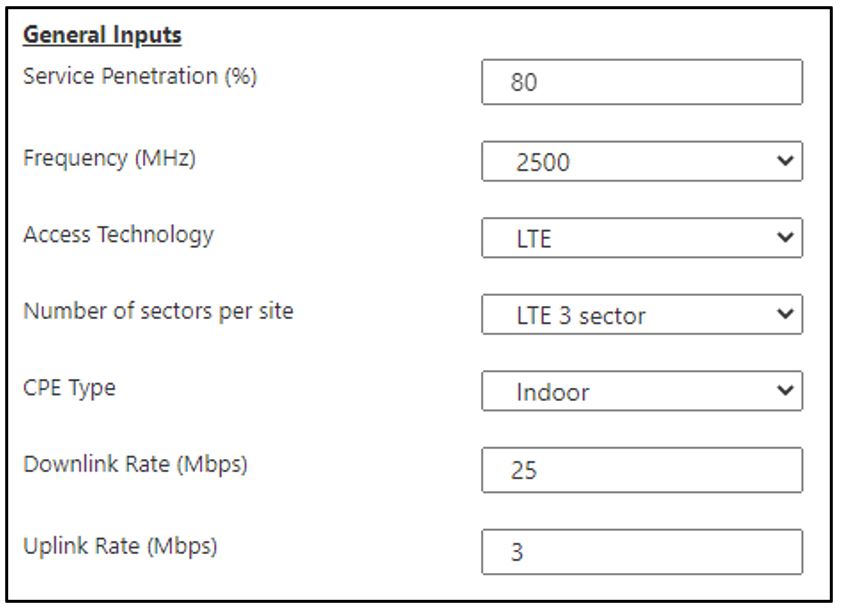 General Inputs
Service Penetration (%) 80
Frequency (MHz) 2500
Access Technology LTE
Number of sectors per site LTE 3 sector
CPE Type Indoor
Downlink Rate (Mbps) 25
Uplink Rate (Mbps) 3